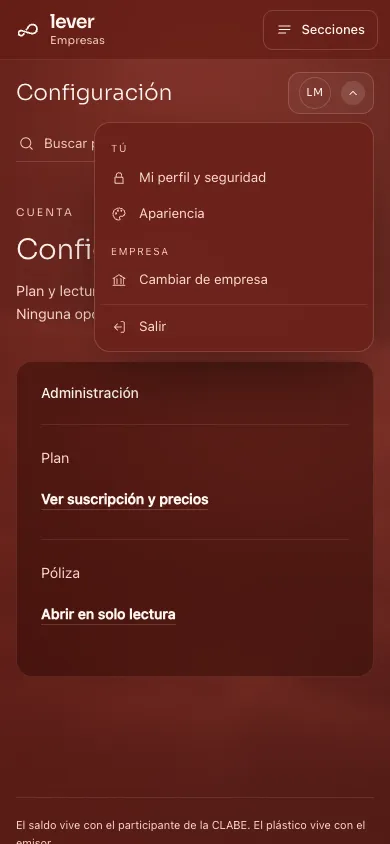 lever
Empresas
Secciones
Configuración
LM
Buscar
TÚ
Mi perfil y seguridad
Apariencia
EMPRESA
Cambiar de empresa
Salir
CUENTA
Confi
Plan y lectu
Ninguna opc
Administración
Plan
Ver suscripción y precios
Póliza
Abrir en solo lectura
El saldo vive con el participante de la CLABE. El plástico vive con el
emisor